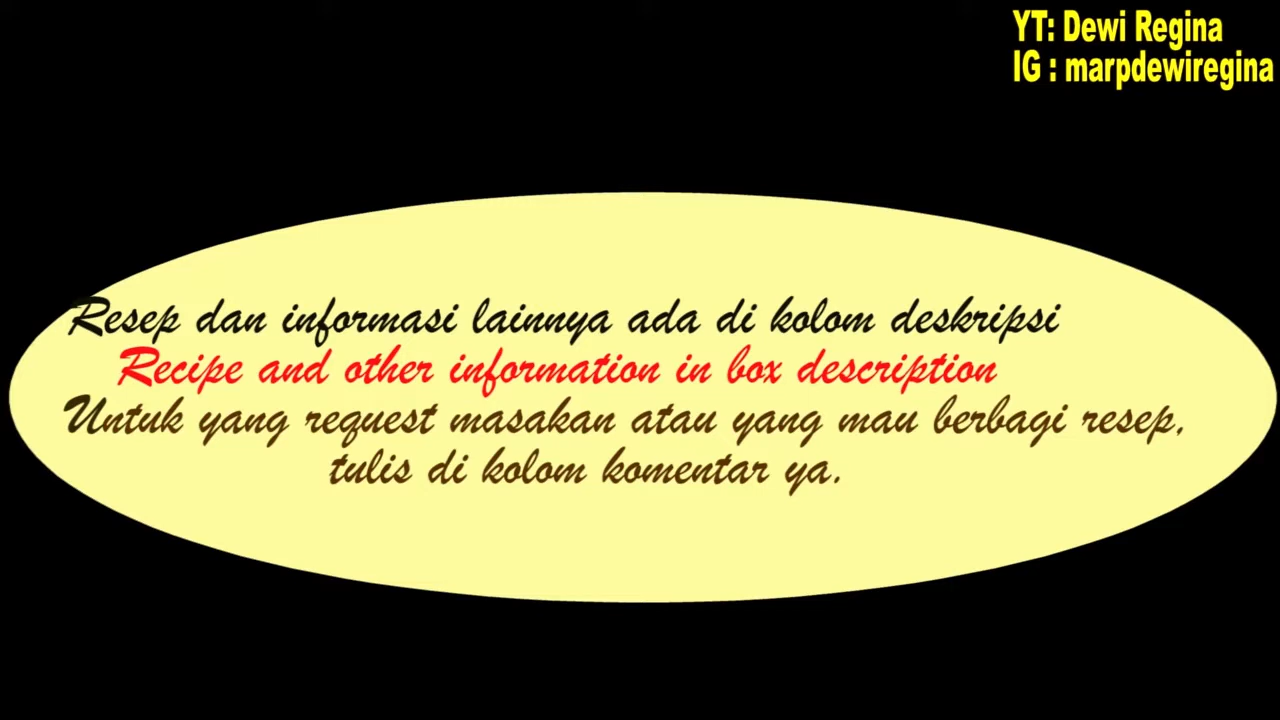 YT: Dewi Regina
IG : marpdewiregina
Resep dan informasi lainnya ada di kolom deskripsi
Recipe and other information in box description
Untuk yang request masakan atau yang mau berbagi resep,
tulis di kolom komentar ya.